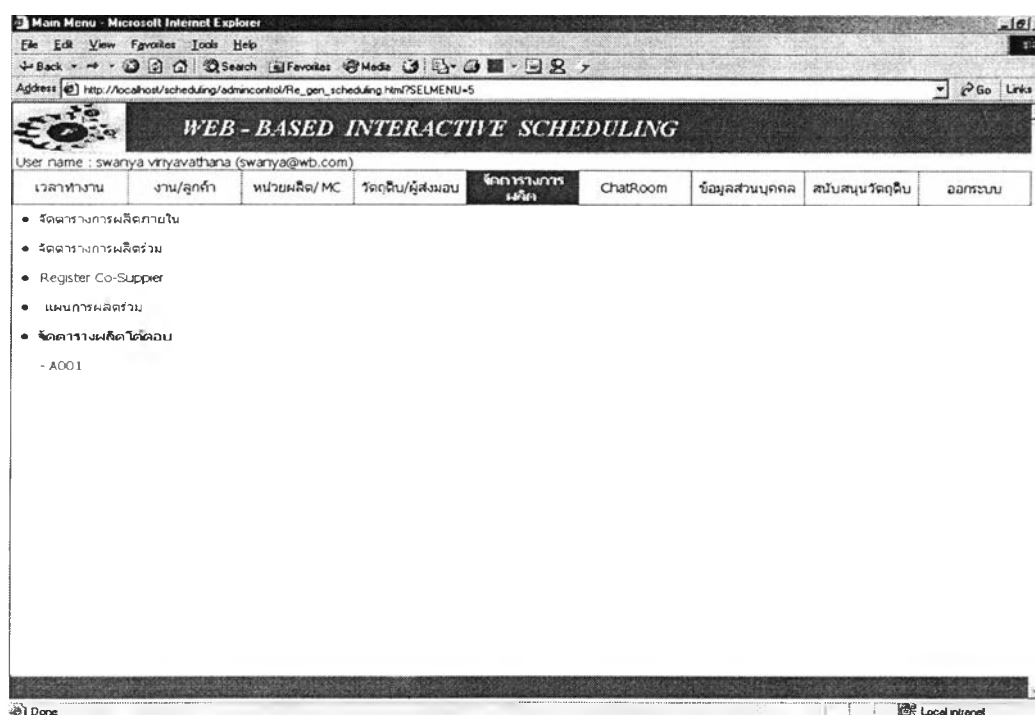 Main Menu - Microsoft Internet Explorer
File Edit View Favorites Tools Help
Back Search Favorites Media
Address http://localhost/scheduling/admincontrol/Re_gen_scheduling.html?SELMENU=5 Go Links
WEB - BASED INTERACTIVE SCHEDULING
User name : swanya viriyavathana (swanya@wb.com)
เวลาทำงาน งาน/ลูกค้า หน่วยผลิต/ MC วัตถุดิบ/ผู้ส่งมอบ จัดตารางการผลิต ChatRoom ข้อมูลส่วนบุคคล สนับสนุนวัตถุดิบ ออกระบบ
• จัดตารางการผลิตภายใน
• จัดตารางการผลิตร่วม
• Register Co-Suppier
• แผนการผลิตร่วม
• จัดตารางผลิตโต้ตอบ
- A001
Done Local intranet